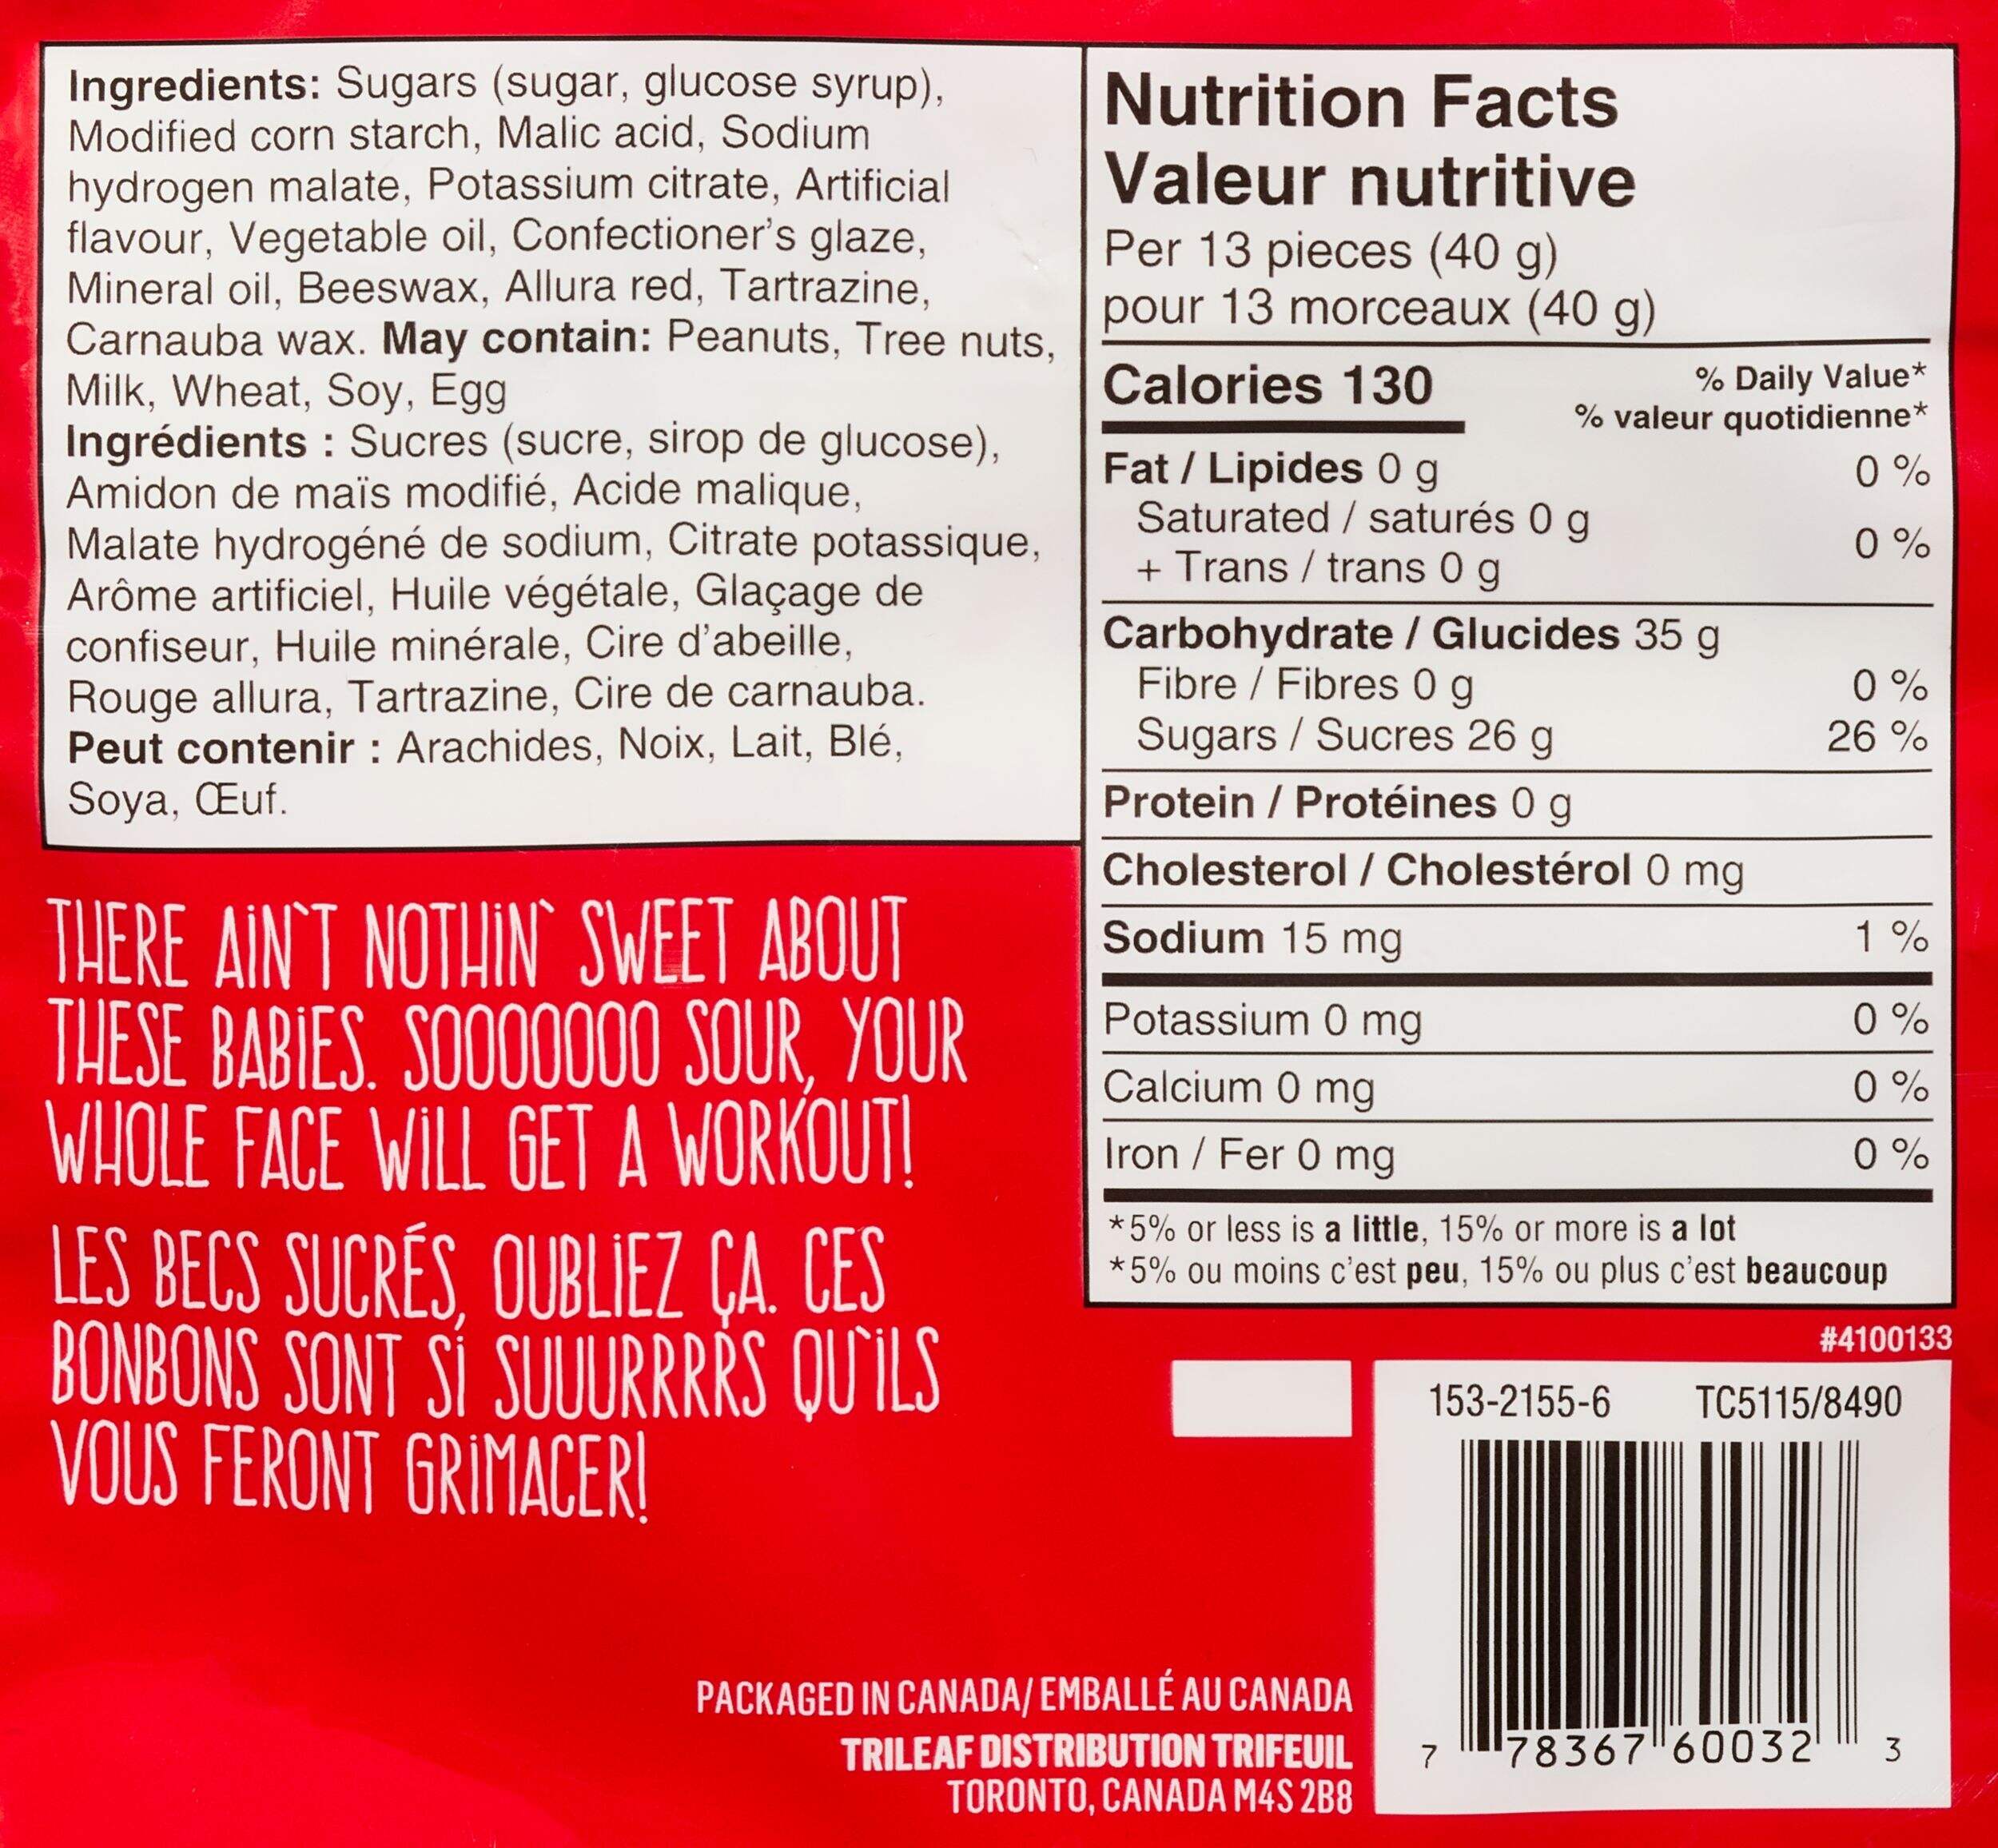 Ingredients: Sugars (sugar, glucose syrup),
Modified corn starch, Malic acid, Sodium
hydrogen malate, Potassium citrate, Artificial
flavour, Vegetable oil, Confectioner's glaze,
Mineral oil, Beeswax, Allura red, Tartrazine,
Carnauba wax. May contain: Peanuts, Tree nuts,
Milk, Wheat, Soy, Egg
Ingrédients : Sucres (sucre, sirop de glucose),
Amidon de maïs modifié, Acide malique,
Malate hydrogéné de sodium, Citrate potassique,
Arôme artificiel, Huile végétale, Glaçage de
confiseur, Huile minérale, Cire d'abeille,
Rouge allura, Tartrazine, Cire de carnauba.
Peut contenir : Arachides, Noix, Lait, Blé,
Soya, Œuf.
THERE AIN'T NOTHIN' SWEET ABOUT
THESE BABIES. SOOOOOOO SOUR, YOUR
WHOLE FACE WILL GET A WORKOUT!
LES BECS SUCRÉS, OUBLIEZ ÇA. CES
BONBONS SONT SI SUUURRRRS QU'ILS
VOUS FERONT GRIMACER!
Nutrition Facts
Valeur nutritive
Per 13 pieces (40 g)
pour 13 morceaux (40 g)
Calories 130 % Daily Value*
% valeur quotidienne*
Fat / Lipides 0 g 0 %
Saturated / saturés 0 g
+ Trans / trans 0 g 0 %
Carbohydrate / Glucides 35 g
Fibre / Fibres 0 g 0 %
Sugars / Sucres 26 g 26 %
Protein / Protéines 0 g
Cholesterol / Cholestérol 0 mg
Sodium 15 mg 1 %
Potassium 0 mg 0 %
Calcium 0 mg 0 %
Iron / Fer 0 mg 0 %
*5% or less is a little, 15% or more is a lot
*5% ou moins c'est peu, 15% ou plus c'est beaucoup
#4100133
153-2155-6 TC5115/8490
7 78367 60032 3
PACKAGED IN CANADA/ EMBALLÉ AU CANADA
TRILEAF DISTRIBUTION TRIFEUIL
TORONTO, CANADA M4S 2B8